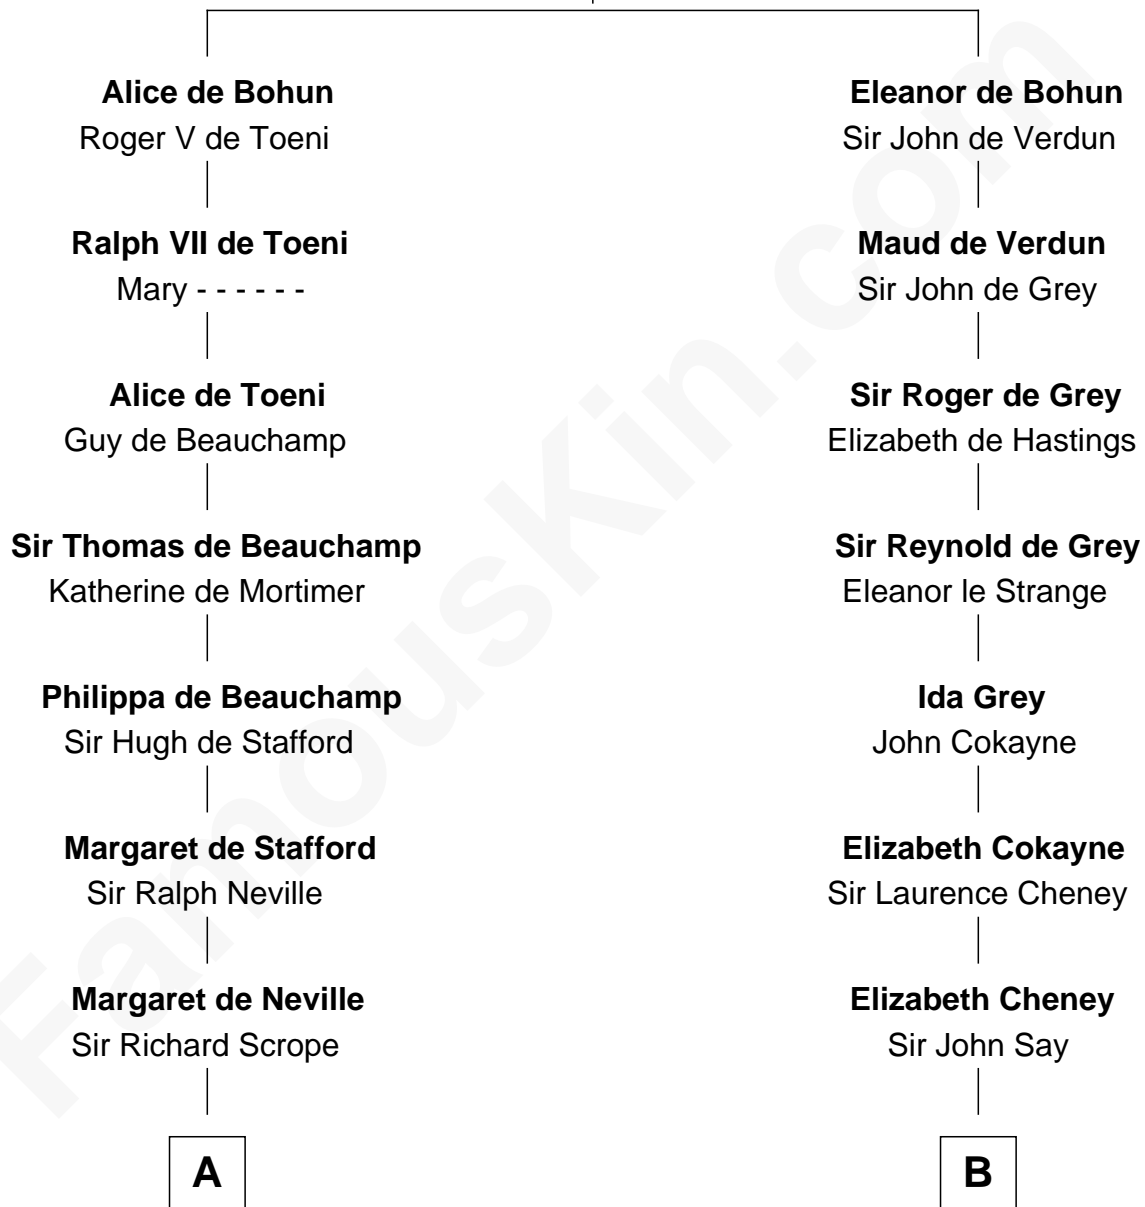 Alice de Bohun
Roger V de Toeni
Ralph VII de Toeni
Mary - - - - - -
Alice de Toeni
Guy de Beauchamp
Sir Thomas de Beauchamp
Katherine de Mortimer
Philippa de Beauchamp
Sir Hugh de Stafford
Margaret de Stafford
Sir Ralph Neville
Margaret de Neville
Sir Richard Scrope
A
Eleanor de Bohun
Sir John de Verdun
Maud de Verdun
Sir John de Grey
Sir Roger de Grey
Elizabeth de Hastings
Sir Reynold de Grey
Eleanor le Strange
Ida Grey
John Cokayne
Elizabeth Cokayne
Sir Laurence Cheney
Elizabeth Cheney
Sir John Say
B
FamousKin.com